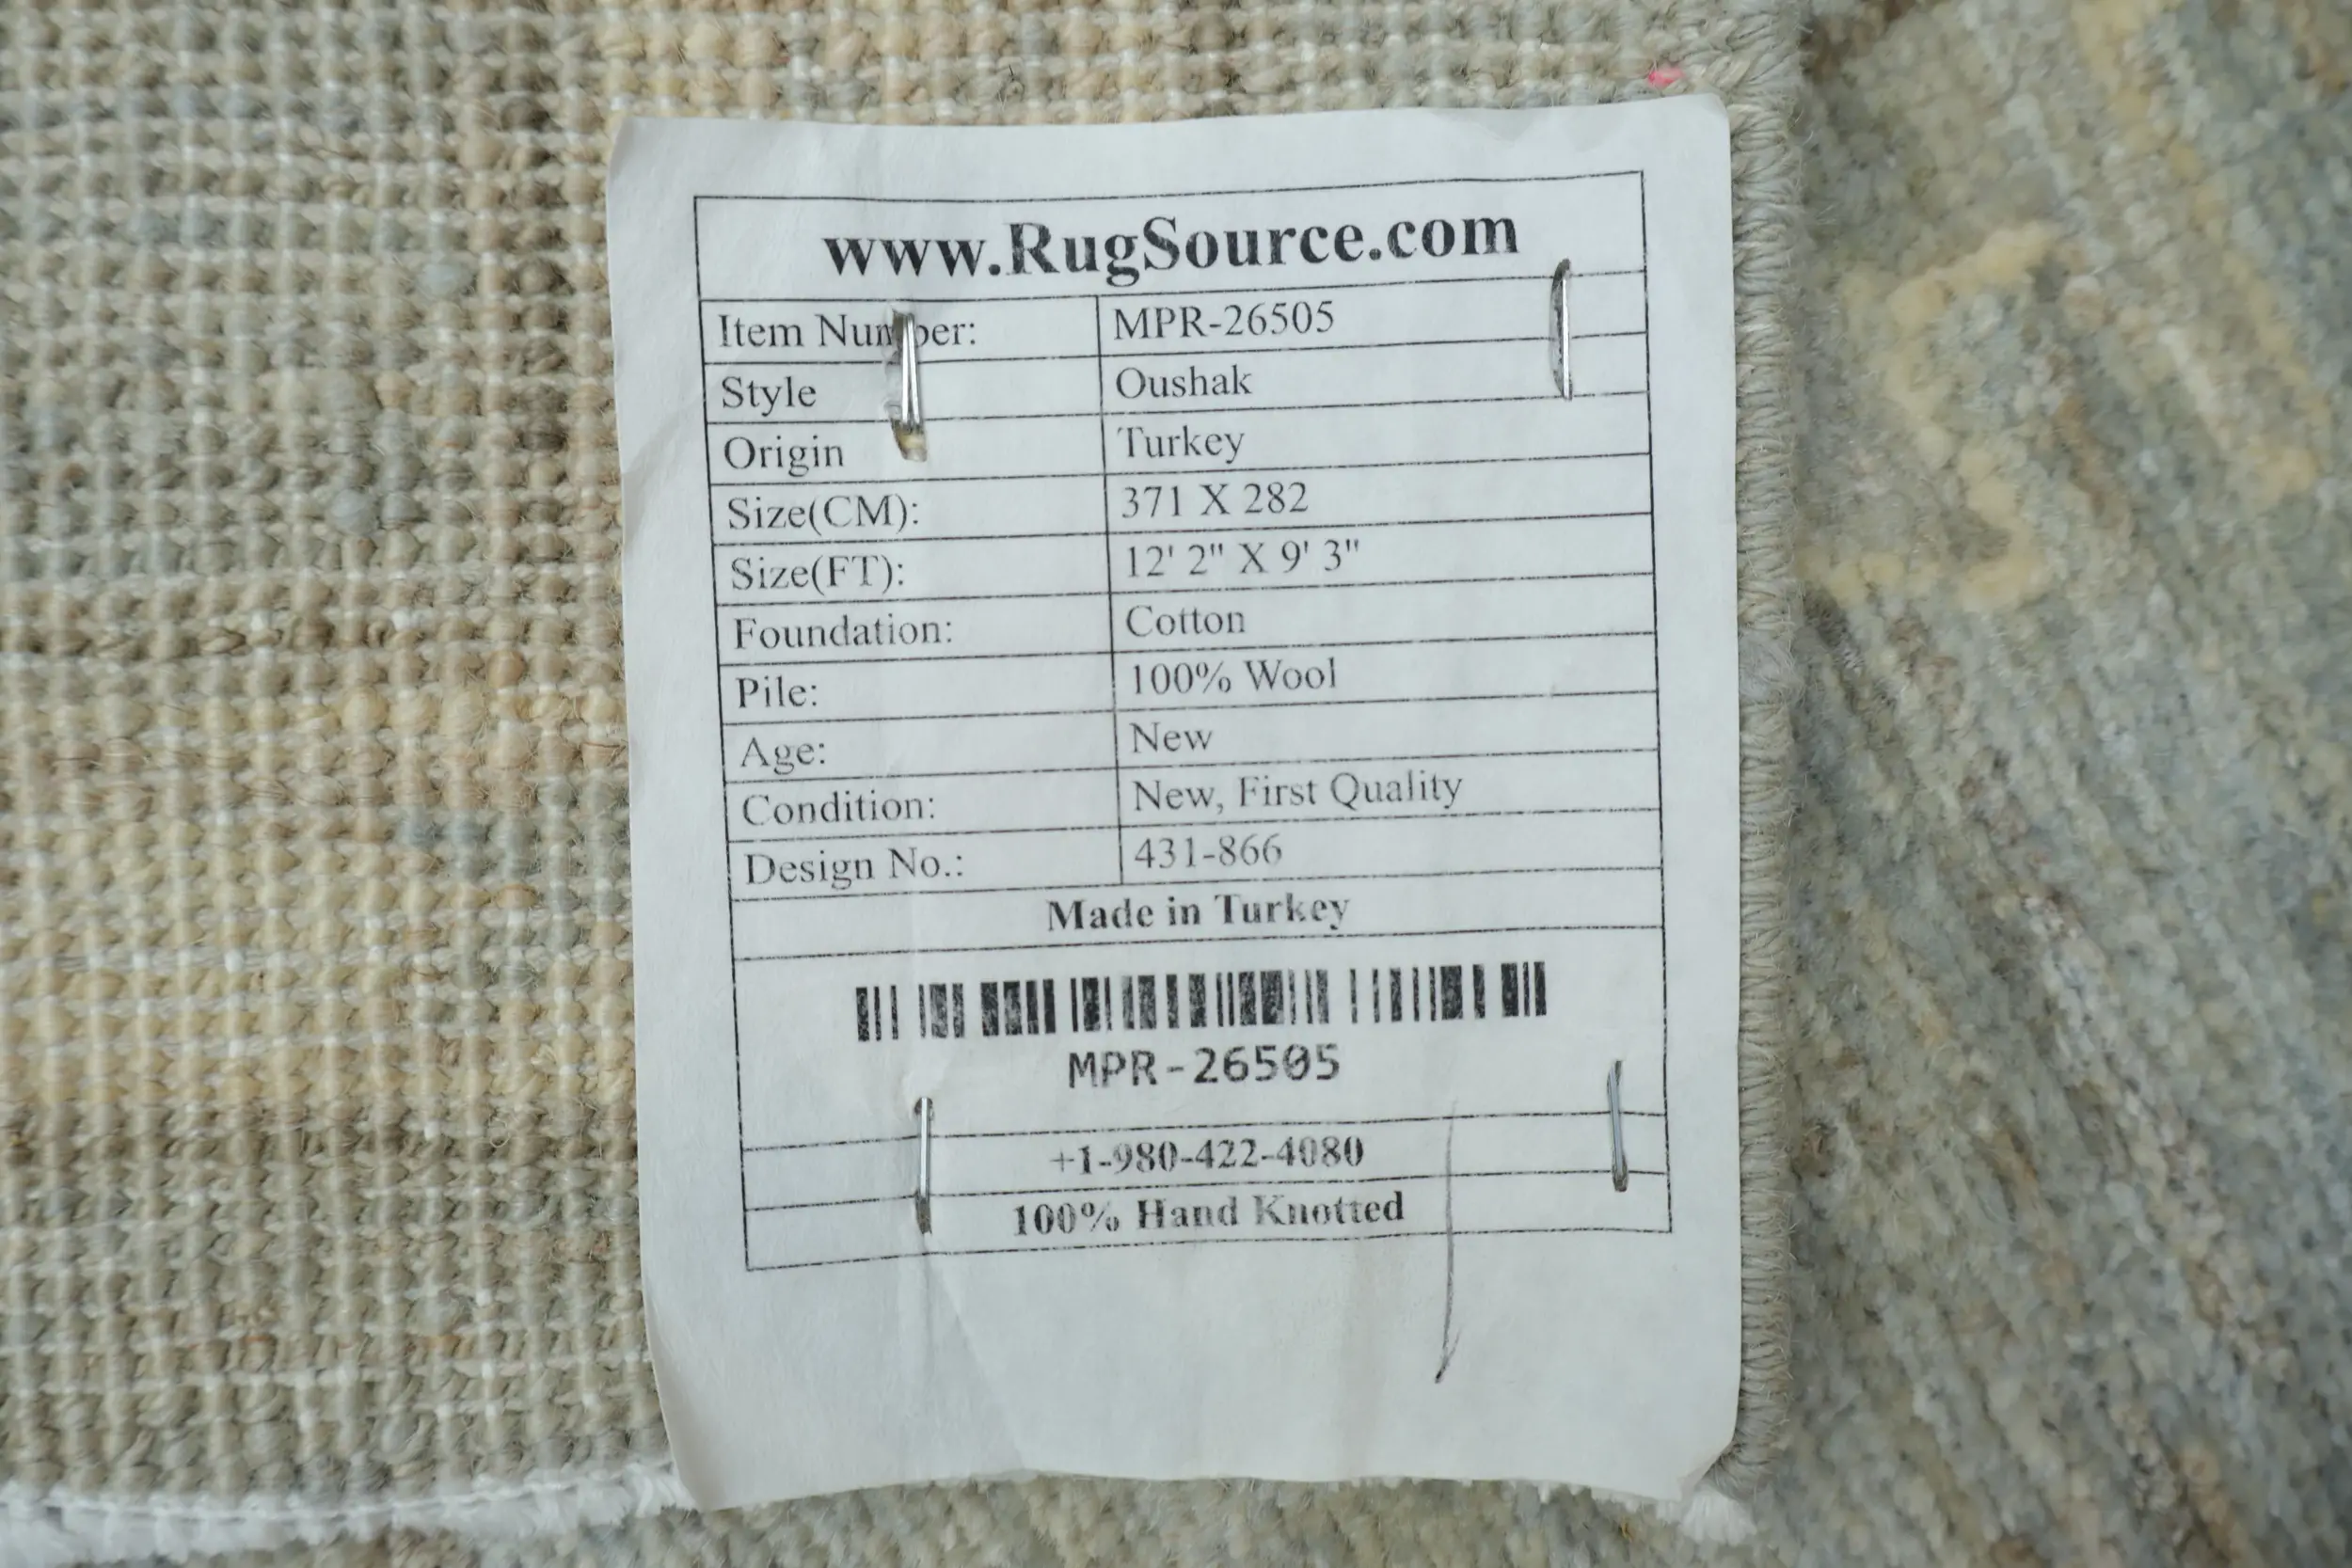 www.RugSource.com
Item Number: MPR-26505
Style Oushak
Origin Turkey
Size(CM): 371 X 282
Size(FT): 12' 2" X 9' 3"
Foundation: Cotton
Pile: 100% Wool
Age: New
Condition: New, First Quality
Design No.: 431-866
Made in Turkey
MPR-26505
+1-980-422-4080
100% Hand Knotted